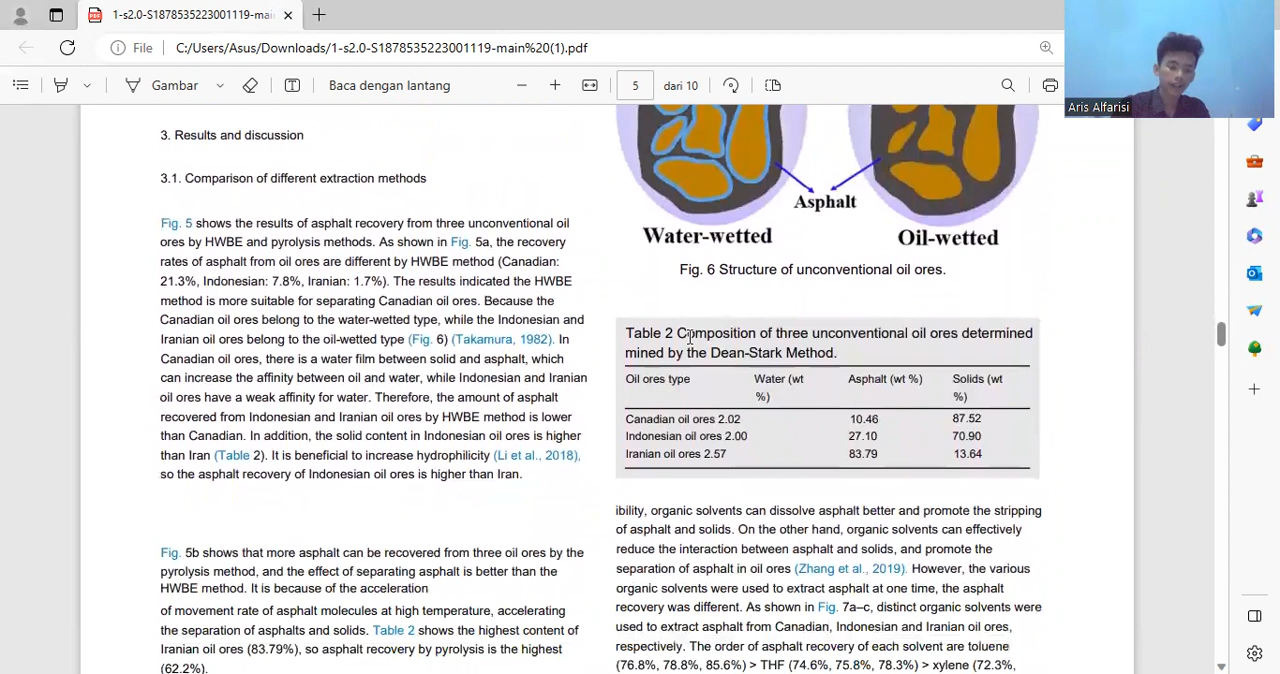 1-s2.0-S1878535223001119-mai
File
C:/Users/Asus/Downloads/1-s2.0-S1878535223001119-main%20(1).pdf
Gambar
Baca dengan lantang
5
dari 10
Aris Alfarisi
3. Results and discussion
3.1. Comparison of different extraction methods
Fig. 5 shows the results of asphalt recovery from three unconventional oil
ores by HWBE and pyrolysis methods. As shown in Fig. 5a, the recovery
rates of asphalt from oil ores are different by HWBE method (Canadian:
21.3%, Indonesian: 7.8%, Iranian: 1.7%). The results indicated the HWBE
method is more suitable for separating Canadian oil ores. Because the
Canadian oil ores belong to the water-wetted type, while the Indonesian and
Iranian oil ores belong to the oil-wetted type (Fig. 6) (Takamura, 1982). In
Canadian oil ores, there is a water film between solid and asphalt, which
can increase the affinity between oil and water, while Indonesian and Iranian
oil ores have a weak affinity for water. Therefore, the amount of asphalt
recovered from Indonesian and Iranian oil ores by HWBE method is lower
than Canadian. In addition, the solid content in Indonesian oil ores is higher
than Iran (Table 2). It is beneficial to increase hydrophilicity (Li et al., 2018),
so the asphalt recovery of Indonesian oil ores is higher than Iran.
Fig. 5b shows that more asphalt can be recovered from three oil ores by the
pyrolysis method, and the effect of separating asphalt is better than the
HWBE method. It is because of the acceleration
of movement rate of asphalt molecules at high temperature, accelerating
the separation of asphalts and solids. Table 2 shows the highest content of
Iranian oil ores (83.79%), so asphalt recovery by pyrolysis is the highest
(62.2%).
Asphalt
Water-wetted
Oil-wetted
Fig. 6 Structure of unconventional oil ores.
Table 2 Composition of three unconventional oil ores determined
mined by the Dean-Stark Method.
Oil ores type Water (wt Asphalt (wt %) Solids (wt
%) %)
Canadian oil ores 2.02 10.46 87.52
Indonesian oil ores 2.00 27.10 70.90
Iranian oil ores 2.57 83.79 13.64
ibility, organic solvents can dissolve asphalt better and promote the stripping
of asphalt and solids. On the other hand, organic solvents can effectively
reduce the interaction between asphalt and solids, and promote the
separation of asphalt in oil ores (Zhang et al., 2019). However, the various
organic solvents were used to extract asphalt at one time, the asphalt
recovery was different. As shown in Fig. 7a–c, distinct organic solvents were
used to extract asphalt from Canadian, Indonesian and Iranian oil ores,
respectively. The order of asphalt recovery of each solvent are toluene
(76.8%, 78.8%, 85.6%) > THF (74.6%, 75.8%, 78.3%) > xylene (72.3%,